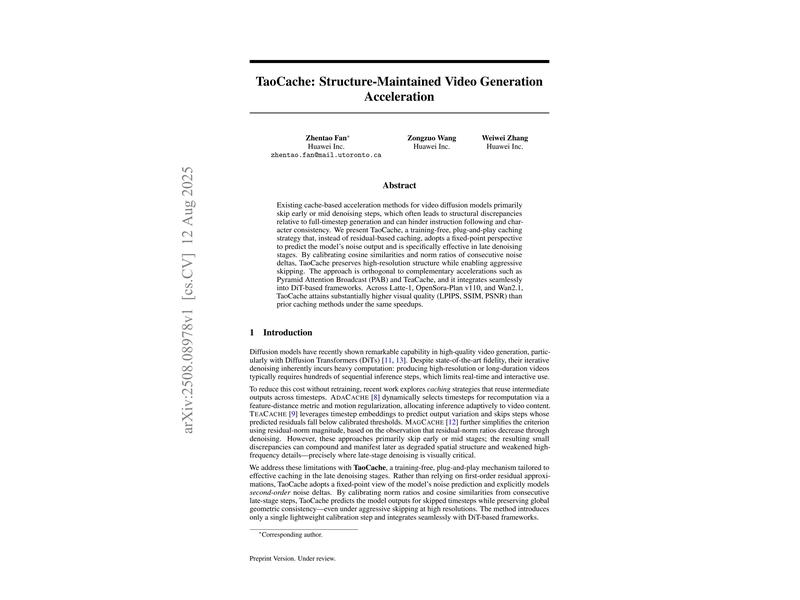 TaoCache: Structure-Maintained Video Generation
Acceleration
Zhentao Fan*
Huawei Inc.
zhentao.fan@mail.utoronto.ca
Zongzuo Wang
Huawei Inc.
Weiwei Zhang
Huawei Inc.
Abstract
Existing cache-based acceleration methods for video diffusion models primarily
skip early or mid denoising steps, which often leads to structural discrepancies
relative to full-timestep generation and can hinder instruction following and char-
acter consistency. We present TaoCache, a training-free, plug-and-play caching
strategy that, instead of residual-based caching, adopts a fixed-point perspective
to predict the model's noise output and is specifically effective in late denoising
stages. By calibrating cosine similarities and norm ratios of consecutive noise
deltas, TaoCache preserves high-resolution structure while enabling aggressive
skipping. The approach is orthogonal to complementary accelerations such as
Pyramid Attention Broadcast (PAB) and TeaCache, and it integrates seamlessly
into DiT-based frameworks. Across Latte-1, OpenSora-Plan v110, and Wan2.1,
TaoCache attains substantially higher visual quality (LPIPS, SSIM, PSNR) than
prior caching methods under the same speedups.
1 Introduction
Diffusion models have recently shown remarkable capability in high-quality video generation, partic-
ularly with Diffusion Transformers (DiTs) [11, 13]. Despite state-of-the-art fidelity, their iterative
denoising inherently incurs heavy computation: producing high-resolution or long-duration videos
typically requires hundreds of sequential inference steps, which limits real-time and interactive use.
To reduce this cost without retraining, recent work explores caching strategies that reuse intermediate
outputs across timesteps. ADACACHE [8] dynamically selects timesteps for recomputation via a
feature-distance metric and motion regularization, allocating inference adaptively to video content.
TEACACHE [9] leverages timestep embeddings to predict output variation and skips steps whose
predicted residuals fall below calibrated thresholds. MAGCACHE [12] further simplifies the criterion
using residual-norm magnitude, based on the observation that residual-norm ratios decrease through
denoising. However, these approaches primarily skip early or mid stages; the resulting small
discrepancies can compound and manifest later as degraded spatial structure and weakened high-
frequency details—precisely where late-stage denoising is visually critical.
We address these limitations with TaoCache, a training-free, plug-and-play mechanism tailored to
effective caching in the late denoising stages. Rather than relying on first-order residual approxi-
mations, TaoCache adopts a fixed-point view of the model's noise prediction and explicitly models
second-order noise deltas. By calibrating norm ratios and cosine similarities from consecutive
late-stage steps, TaoCache predicts the model outputs for skipped timesteps while preserving global
geometric consistency—even under aggressive skipping at high resolutions. The method introduces
only a single lightweight calibration step and integrates seamlessly with DiT-based frameworks.
*Corresponding author.
Preprint Version. Under review.
arXiv:2508.08978v1 [cs.CV] 12 Aug 2025